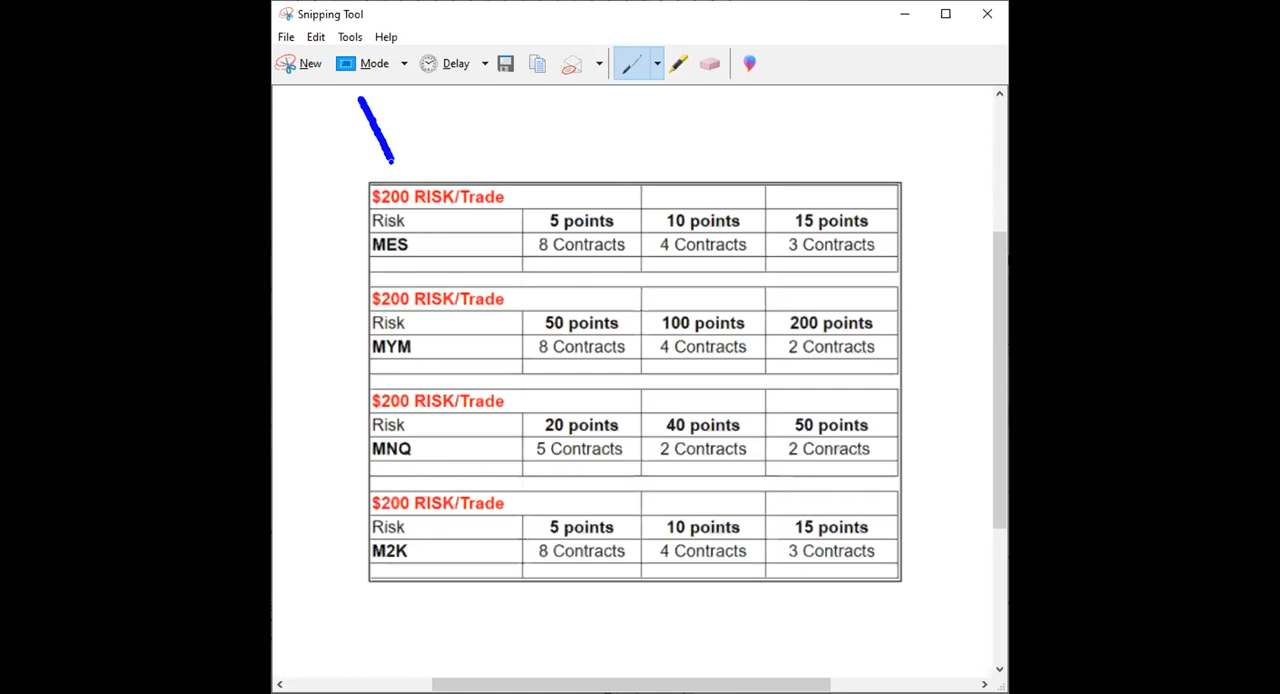 Snipping Tool
File Edit Tools Help
New Mode Delay
$200 RISK/Trade
Risk 5 points 10 points 15 points
MES 8 Contracts 4 Contracts 3 Contracts
$200 RISK/Trade
Risk 50 points 100 points 200 points
MYM 8 Contracts 4 Contracts 2 Contracts
$200 RISK/Trade
Risk 20 points 40 points 50 points
MNQ 5 Contracts 2 Contracts 2 Conracts
$200 RISK/Trade
Risk 5 points 10 points 15 points
M2K 8 Contracts 4 Contracts 3 Contracts